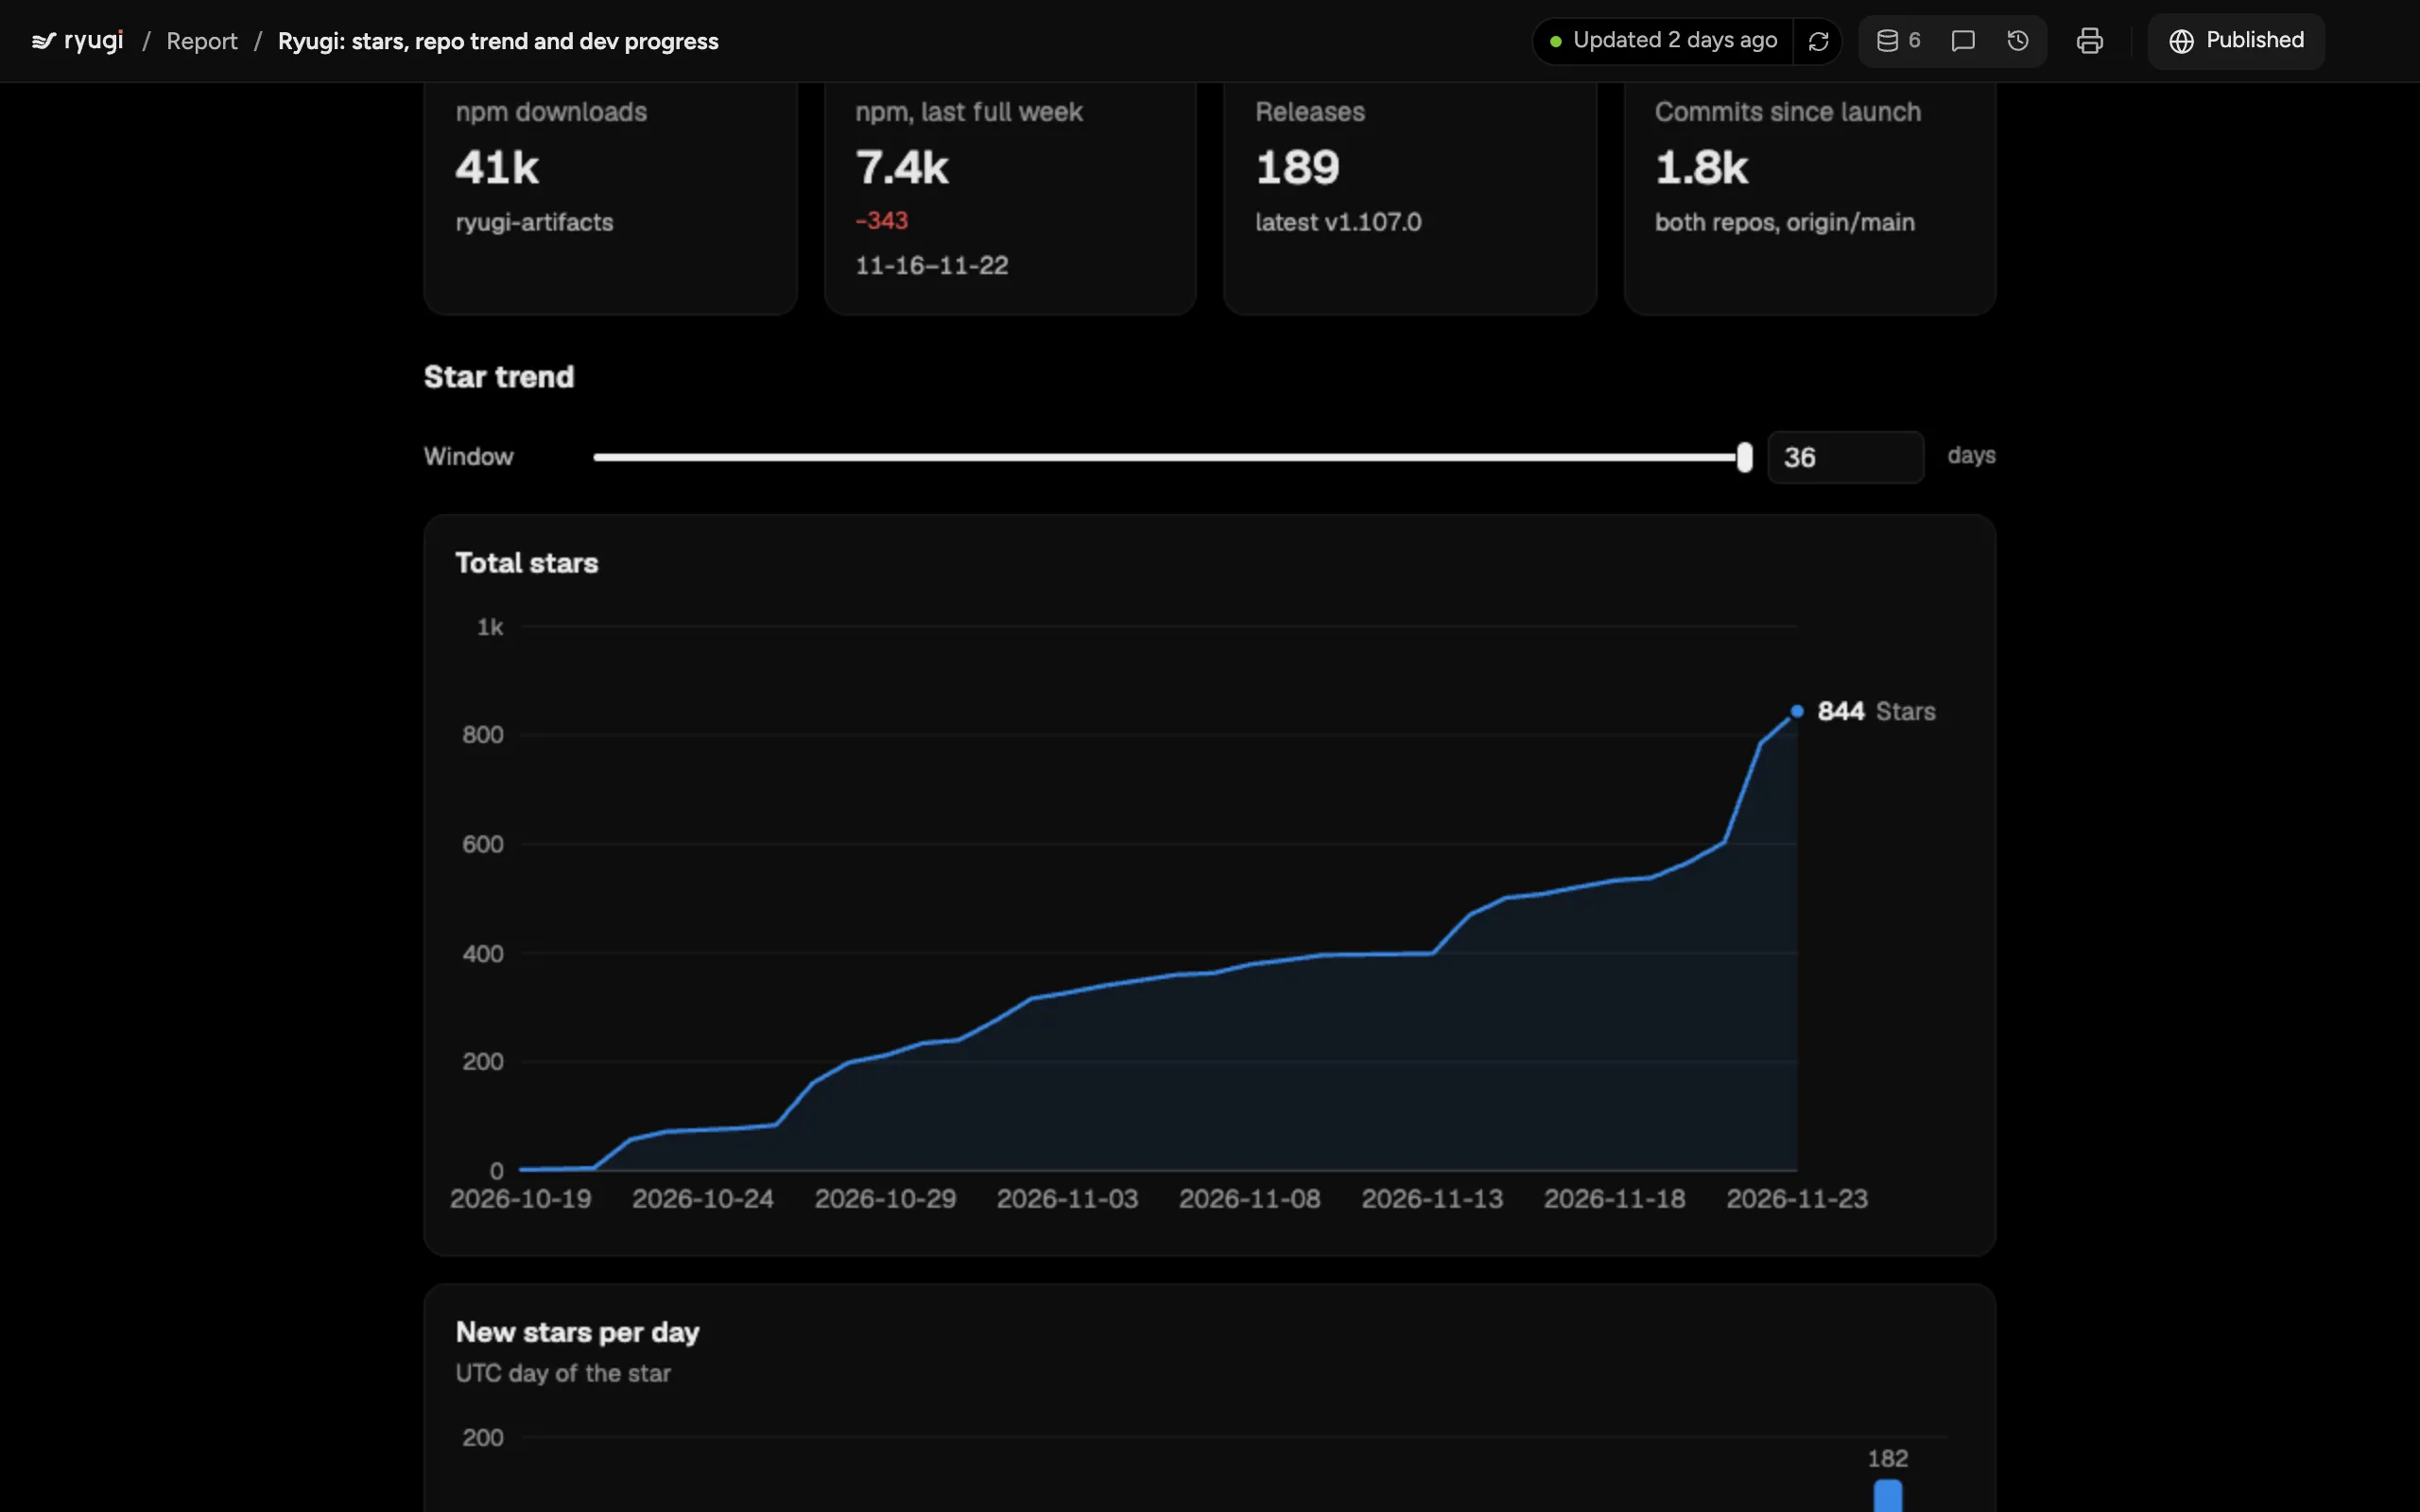 ryugi / Report / Ryugi: stars, repo trend and dev progress
Updated 2 days ago
6
Published
npm downloads
41k
ryugi-artifacts
npm, last full week
7.4k
−343
11-16–11-22
Releases
189
latest v1.107.0
Commits since launch
1.8k
both repos, origin/main
Star trend
Window
36
days
Total stars
1k
800
600
400
200
0
844 Stars
2026-10-19
2026-10-24
2026-10-29
2026-11-03
2026-11-08
2026-11-13
2026-11-18
2026-11-23
New stars per day
UTC day of the star
200
182